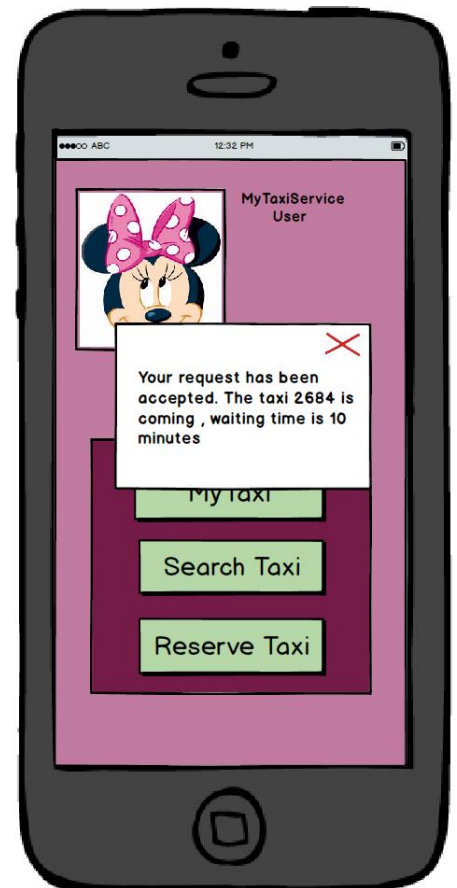 ABC 12:32 PM
MyTaxiService
User
Your request has been
accepted. The taxi 2684 is
coming , waiting time is 10
minutes
MyTaxi
Search Taxi
Reserve Taxi